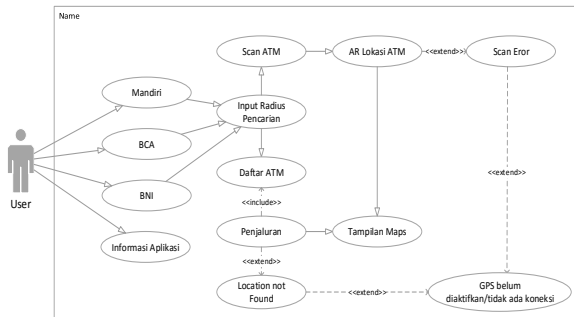 Name
Scan ATM
AR Lokasi ATM
<<extend>>
Scan Eror
Mandiri
Input Radius
Pencarian
BCA
<<extend>>
User
BNI
Daftar ATM
<<include>>
Informasi Aplikasi
Penjaluran
Tampilan Maps
<<extend>>
Location not
Found
<<extend>>
GPS belum
diaktifkan/tidak ada koneksi